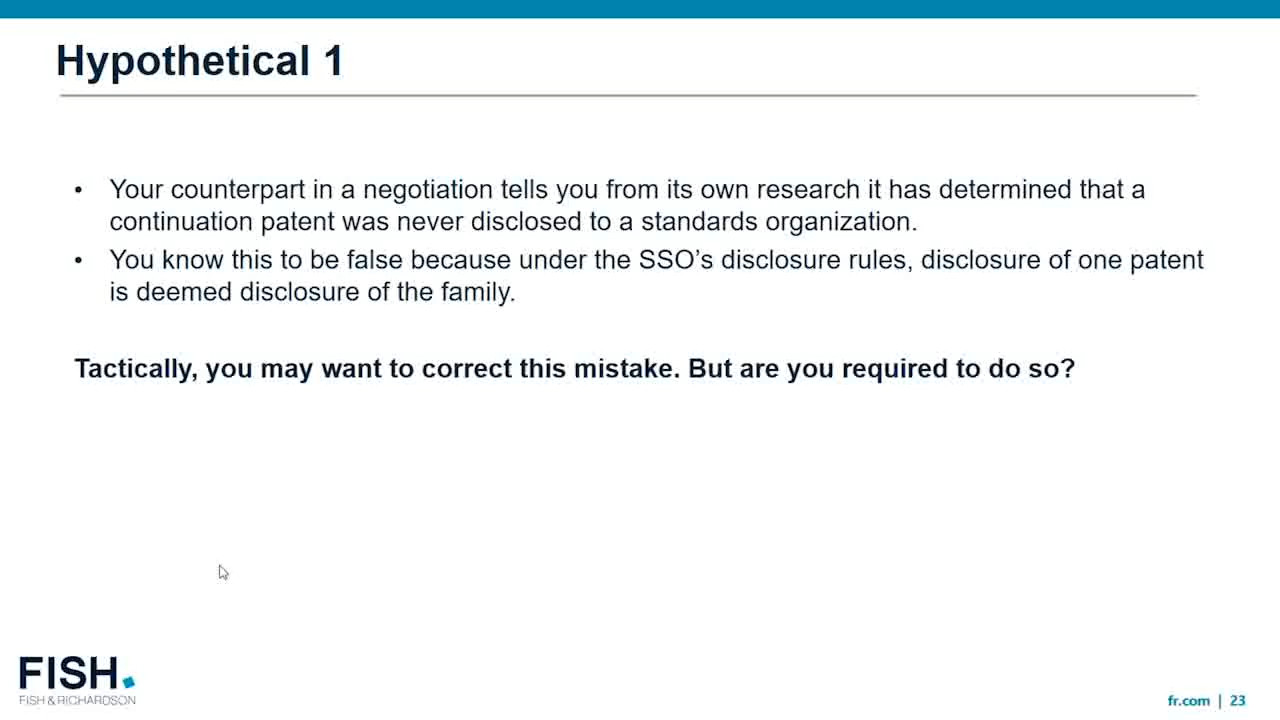 Hypothetical 1
• Your counterpart in a negotiation tells you from its own research it has determined that a
continuation patent was never disclosed to a standards organization.
• You know this to be false because under the SSO’s disclosure rules, disclosure of one patent
is deemed disclosure of the family.
Tactically, you may want to correct this mistake. But are you required to do so?
FISH.
FISH & RICHARDSON
fr.com | 23